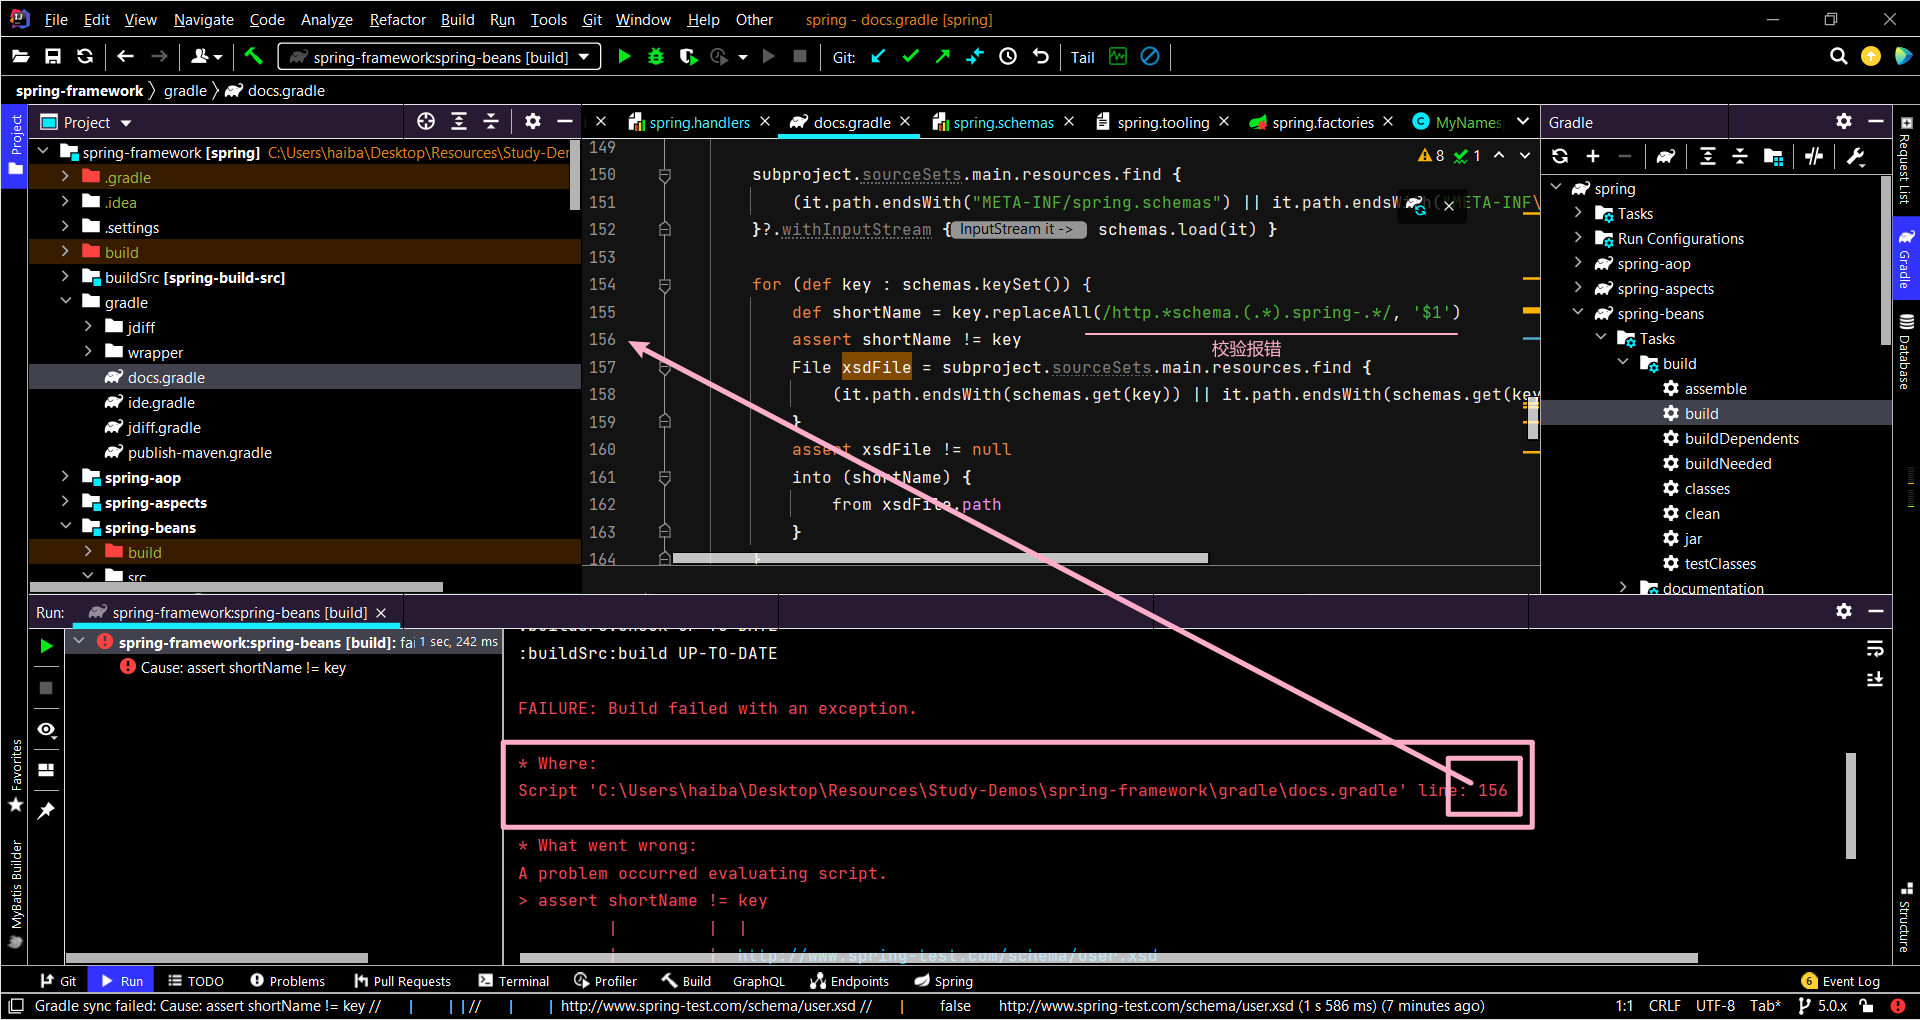 File Edit View Navigate Code Analyze Refactor Build Run Tools Git Window Help Other spring - docs.gradle [spring]
spring-framework:spring-beans [build] Git: Tail
spring-framework gradle docs.gradle
Project
Project
spring-framework [spring] C:\Users\haiba\Desktop\Resources\Study-Der
.gradle
.idea
.settings
build
buildSrc [spring-build-src]
gradle
jdiff
wrapper
docs.gradle
ide.gradle
jdiff.gradle
publish-maven.gradle
spring-aop
spring-aspects
spring-beans
build
src
spring.handlers docs.gradle spring.schemas spring.tooling spring.factories MyNames
8 1
149
150 subproject.sourceSets.main.resources.find {
151 (it.path.endsWith("META-INF/spring.schemas") || it.path.endsW META-INF\
152 }?.withInputStream { InputStream it -> schemas.load(it) }
153
154 for (def key : schemas.keySet()) {
155 def shortName = key.replaceAll(/http.*schema.(.*).spring-.*/, '$1')
156 assert shortName != key
校验报错
157 File xsdFile = subproject.sourceSets.main.resources.find {
158 (it.path.endsWith(schemas.get(key)) || it.path.endsWith(schemas.get(key
159 }
160 assert xsdFile != null
161 into (shortName) {
162 from xsdFile.path
163 }
164 }
Gradle
spring
Tasks
Run Configurations
spring-aop
spring-aspects
spring-beans
Tasks
build
assemble
build
buildDependents
buildNeeded
classes
clean
jar
testClasses
documentation
Request List
Gradle
Database
Structure
Favorites
MyBatis Builder
Run: spring-framework:spring-beans [build]
spring-framework:spring-beans [build]: fai 1 sec, 242 ms
Cause: assert shortName != key
:buildSrc:check UP-TO-DATE
:buildSrc:build UP-TO-DATE
FAILURE: Build failed with an exception.
* Where:
Script 'C:\Users\haiba\Desktop\Resources\Study-Demos\spring-framework\gradle\docs.gradle' line: 156
* What went wrong:
A problem occurred evaluating script.
> assert shortName != key
| | |
| | http://www.spring-test.com/schema/user.xsd
Git Run TODO Problems Pull Requests Terminal Profiler Build GraphQL Endpoints Spring 6 Event Log
Gradle sync failed: Cause: assert shortName != key // | | | // | | http://www.spring-test.com/schema/user.xsd // | false http://www.spring-test.com/schema/user.xsd (1 s 586 ms) (7 minutes ago) 1:1 CRLF UTF-8 Tab* 5.0.x